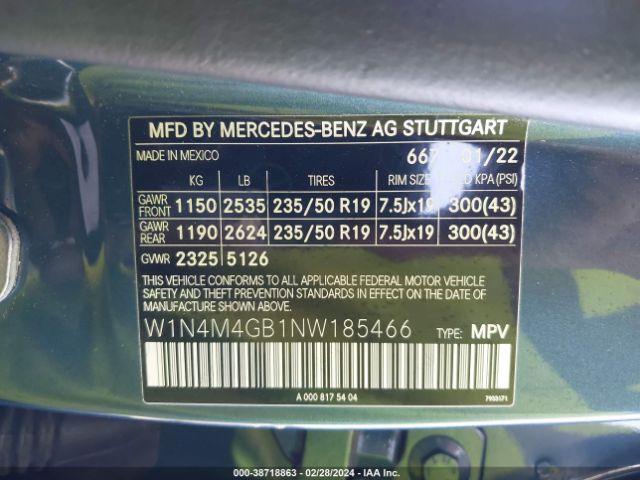 MFD BY MERCEDES-BENZ AG STUTTGART
MADE IN MEXICO 01/22
KG LB TIRES RIM SIZE KPA (PSI)
GAWR FRONT 1150 2535 235/50 R19 7.5Jx19 300(43)
GAWR REAR 1190 2624 235/50 R19 7.5Jx19 300(43)
GVWR 2325 5126
THIS VEHICLE CONFORMS TO ALL APPLICABLE FEDERAL MOTOR VEHICLE
SAFETY AND THEFT PREVENTION STANDARDS IN EFFECT ON THE DATE
OF MANUFACTURE SHOWN ABOVE.
W1N4M4GB1NW185466 TYPE: MPV
A 000 817 54 04 7933171
000-38718863 - 02/28/2024 - IAA Inc.